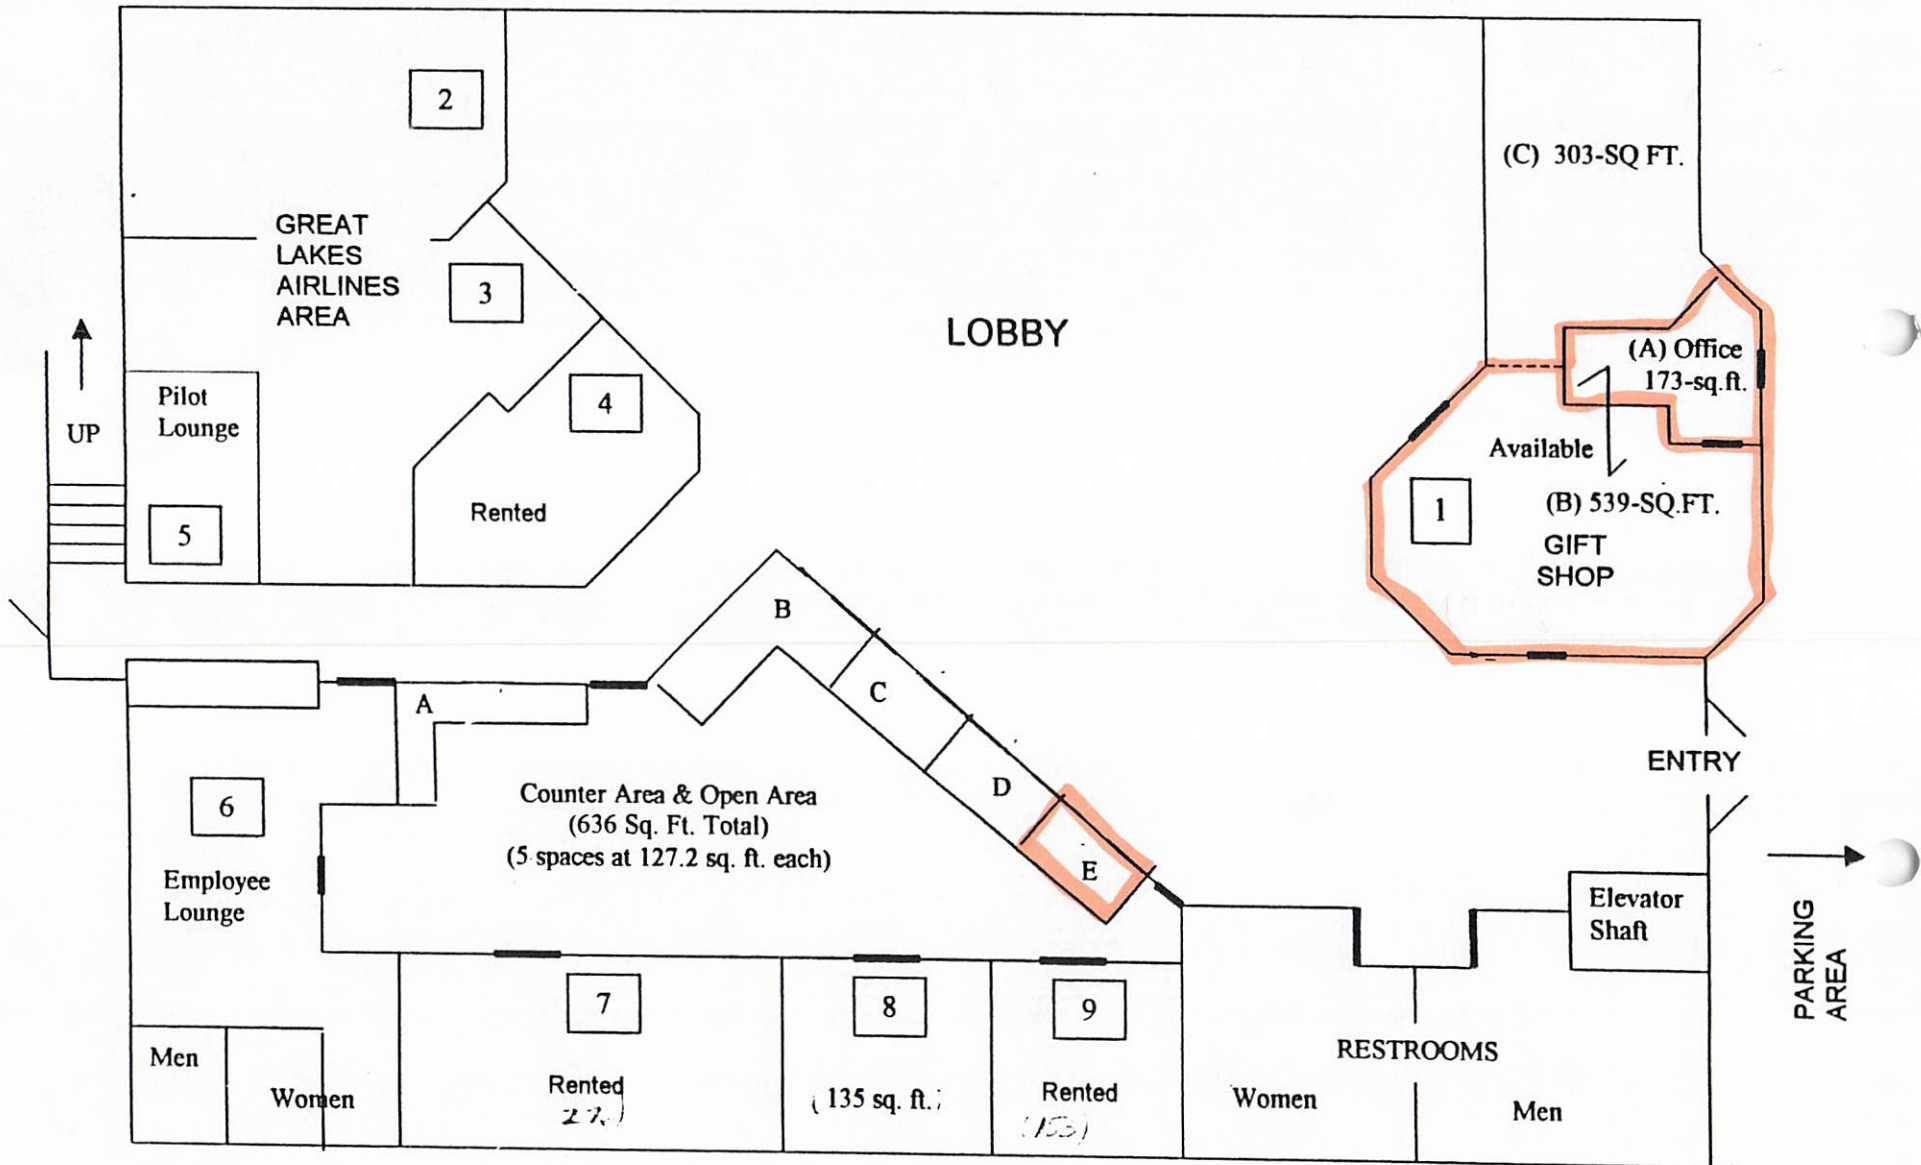 2
(C) 303-SQ FT.
GREAT
LAKES
AIRLINES
AREA
3
LOBBY
(A) Office
173-sq.ft.
Pilot
Lounge
4
UP
Available
Rented
1
(B) 539-SQ.FT.
5
GIFT
SHOP
B
C
A
D
ENTRY
6
Counter Area & Open Area
(636 Sq. Ft. Total)
(5 spaces at 127.2 sq. ft. each)
E
Employee
Lounge
Elevator
Shaft
PARKING
AREA
7
8
9
Men
RESTROOMS
Women
Rented
(135 sq. ft.)
Rented
(153)
Women
Men